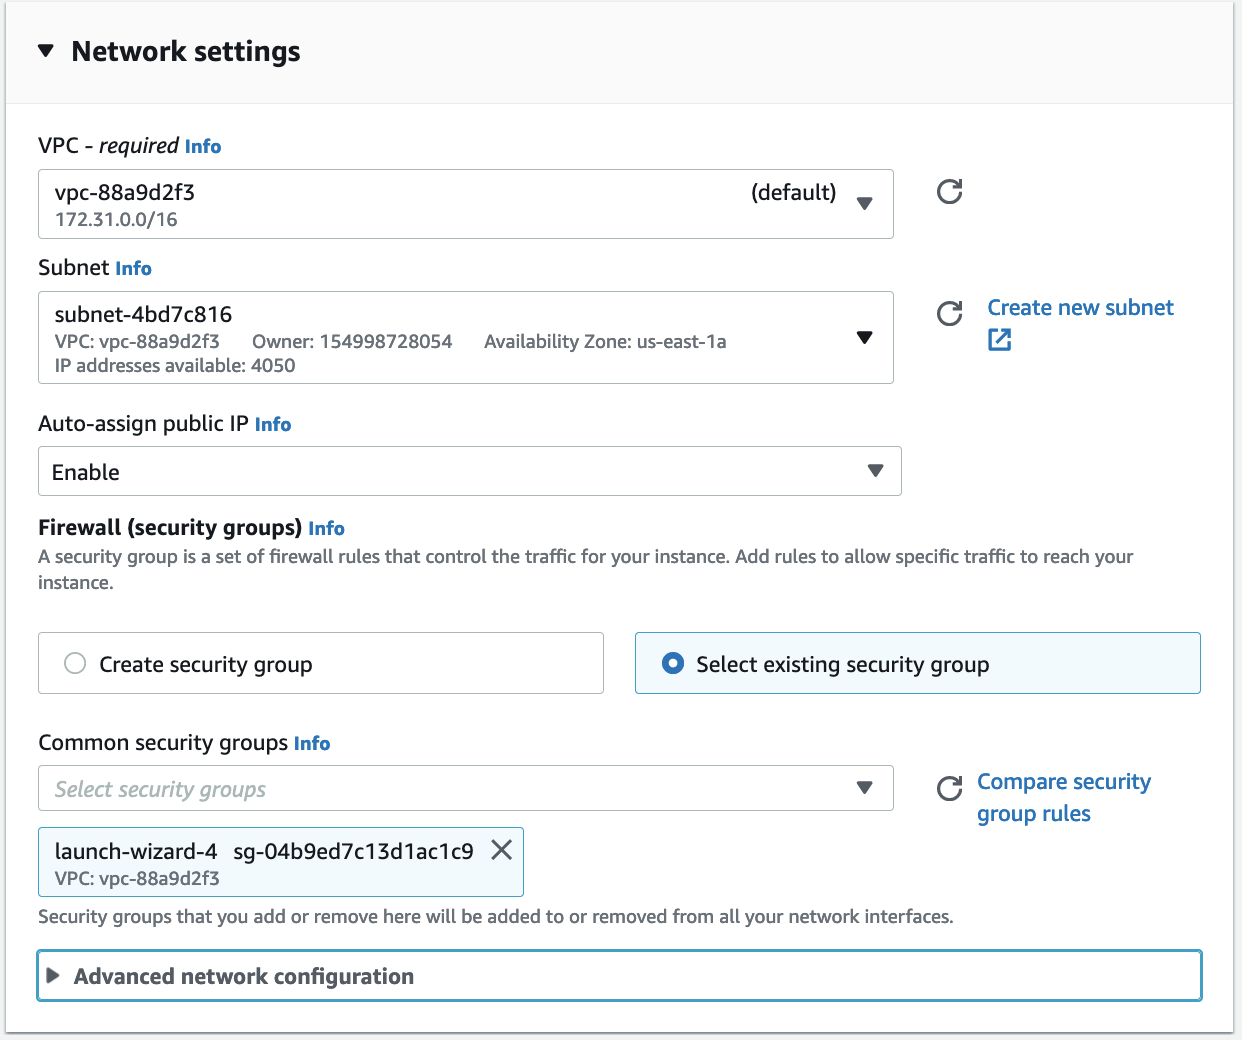 Network settings
VPC - required Info
vpc-88a9d2f3 (default)
172.31.0.0/16
Subnet Info
subnet-4bd7c816
VPC: vpc-88a9d2f3 Owner: 154998728054 Availability Zone: us-east-1a
IP addresses available: 4050
Create new subnet
Auto-assign public IP Info
Enable
Firewall (security groups) Info
A security group is a set of firewall rules that control the traffic for your instance. Add rules to allow specific traffic to reach your
instance.
Create security group
Select existing security group
Common security groups Info
Select security groups
Compare security
group rules
launch-wizard-4 sg-04b9ed7c13d1ac1c9
VPC: vpc-88a9d2f3
Security groups that you add or remove here will be added to or removed from all your network interfaces.
Advanced network configuration